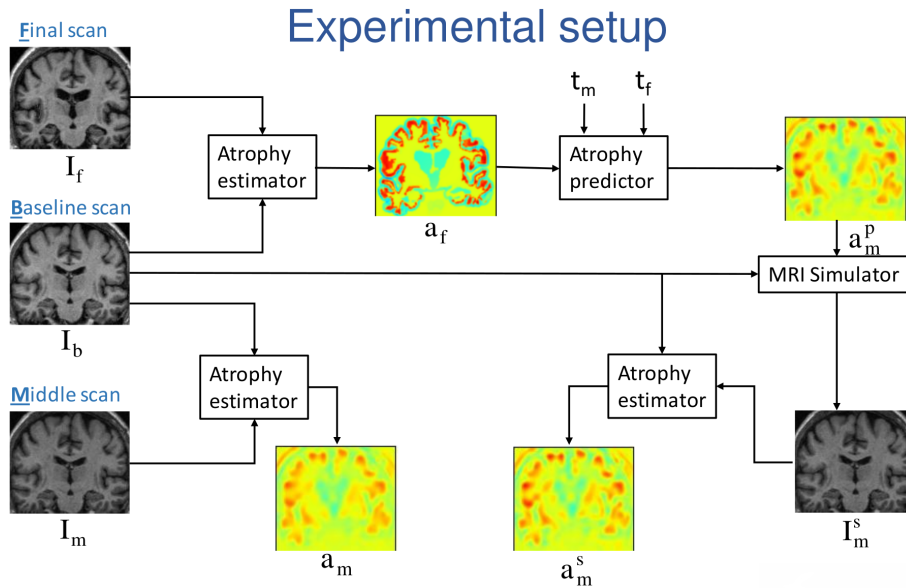 Experimental setup
Final scan
I_f
Atrophy
estimator
a_f
t_m
t_f
Atrophy
predictor
a_m^p
Baseline scan
I_b
MRI Simulator
Middle scan
I_m
Atrophy
estimator
a_m
Atrophy
estimator
a_m^s
I_m^s